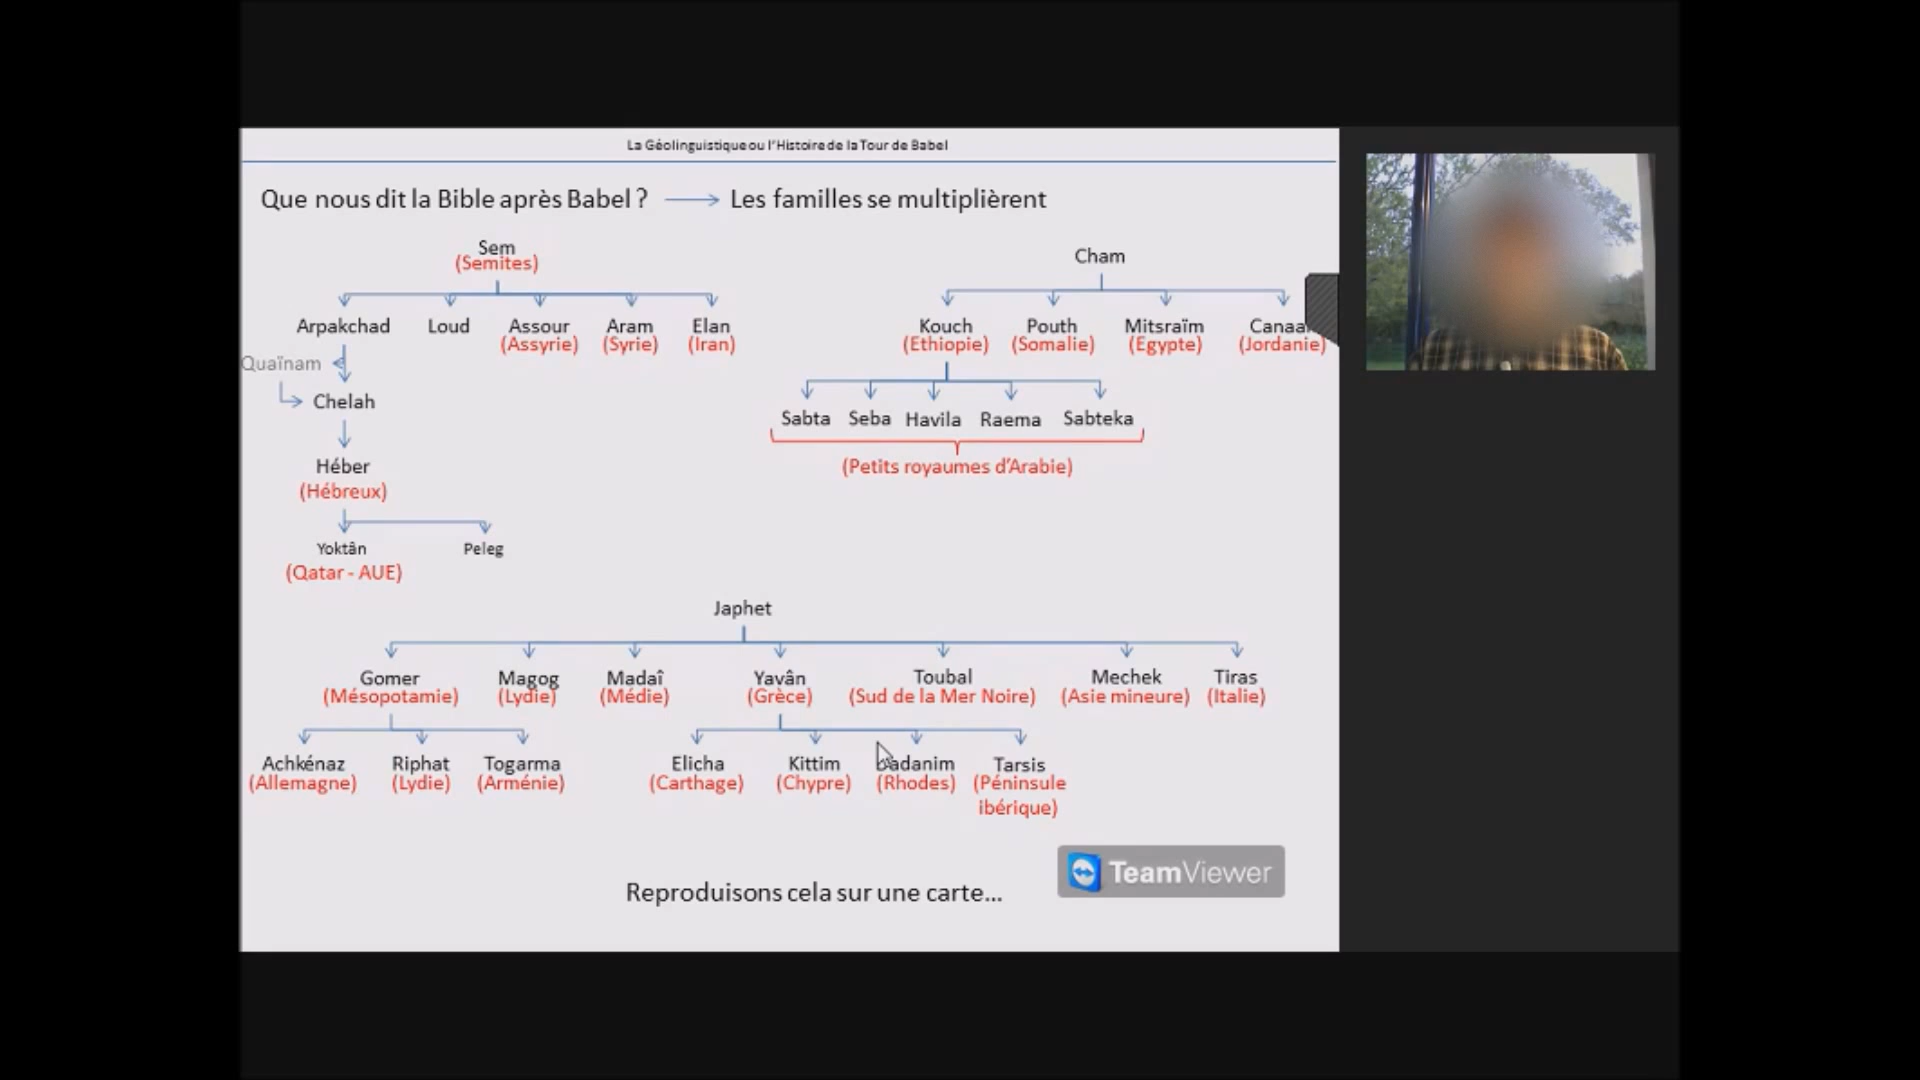 La Géolinguistique ou l'Histoire de la Tour de Babel
Que nous dit la Bible après Babel ? Les familles se multiplièrent
Sem
(Semites)
Cham
Arpakchad Loud Assour Aram Elan
(Assyrie) (Syrie) (Iran)
Kouch Pouth Mitsraïm
(Ethiopie) (Somalie) (Egypte) (Jordanie)
Quaïnam
Chelah
Sabta Seba Havila Raema Sabteka
(Petits royaumes d'Arabie)
Héber
(Hébreux)
Yoktân Peleg
(Qatar - AUE)
Japhet
Gomer Magog Madaî Yavân Toubal Mechek Tiras
(Mésopotamie) (Lydie) (Médie) (Grèce) (Sud de la Mer Noire) (Asie mineure) (Italie)
Achkénaz Riphat Togarma Elicha Kittim Tarsis
(Allemagne) (Lydie) (Arménie) (Carthage) (Chypre) (Rhodes) (Péninsule
ibérique)
TeamViewer
Reproduisons cela sur une carte...